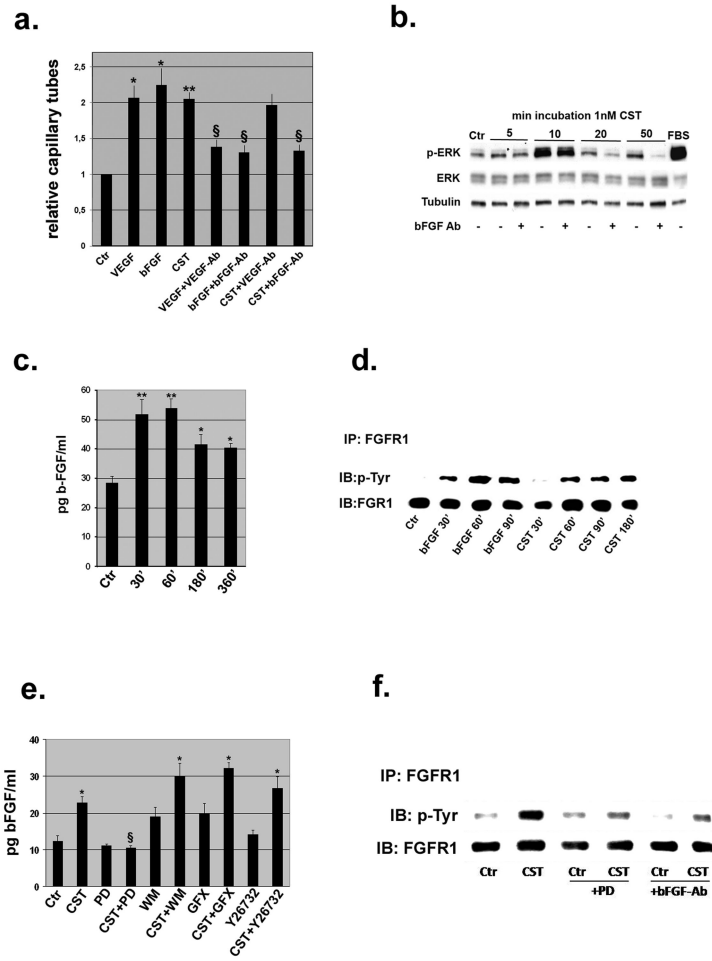 a.
relative capillary tubes
2,5
2
1,5
1
0,5
0
* * ** § § §
Ctr
VEGF
bFGF
CST
VEGF+VEGF-Ab
bFGF+bFGF-Ab
CST+VEGF-Ab
CST+bFGF-Ab
b.
min incubation 1nM CST
Ctr 5 10 20 50 FBS
p-ERK
ERK
Tubulin
bFGF Ab - - + - + - + - + -
c.
pg b-FGF/ml
60
50
40
30
20
10
0
** ** * *
Ctr
30'
60'
180'
360'
d.
IP: FGFR1
IB:p-Tyr
IB:FGR1
Ctr
bFGF 30'
bFGF 60'
bFGF 90'
CST 30'
CST 60'
CST 90'
CST 180'
e.
pg bFGF/ml
40
30
20
10
0
* § * * *
Ctr
CST
PD
CST+PD
WM
CST+WM
GFX
CST+GFX
Y26732
CST+Y26732
f.
IP: FGFR1
IB: p-Tyr
IB: FGFR1
Ctr CST Ctr CST Ctr CST
+PD +bFGF-Ab